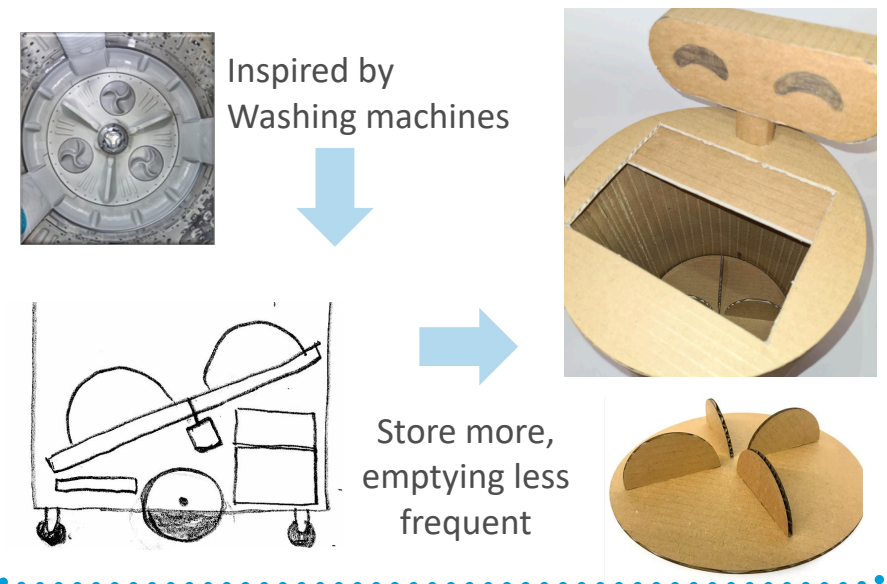 Inspired by
Washing machines
Store more,
emptying less
frequent